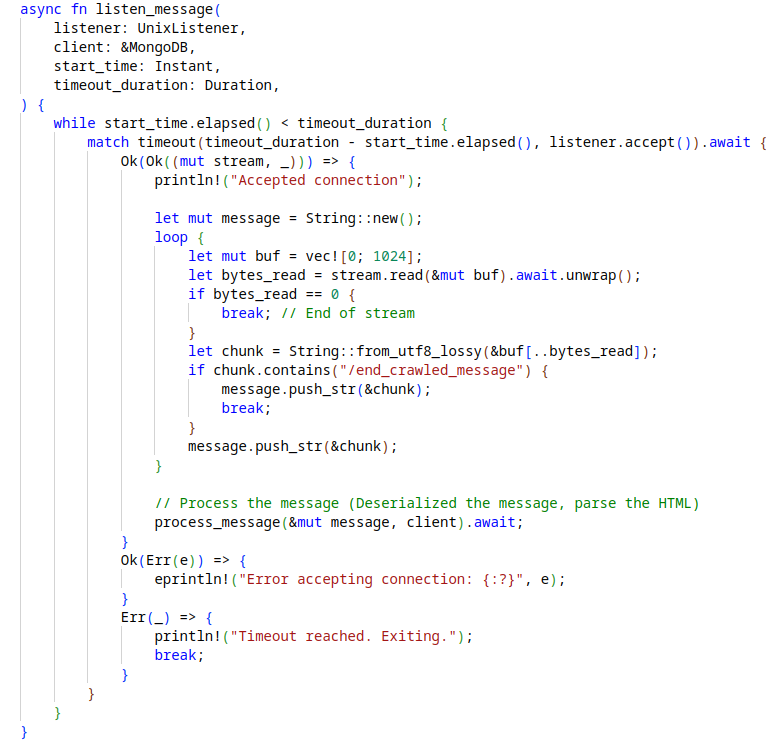 async fn listen_message(
    listener: UnixListener,
    client: &MongoDB,
    start_time: Instant,
    timeout_duration: Duration,
) {
    while start_time.elapsed() < timeout_duration {
        match timeout(timeout_duration - start_time.elapsed(), listener.accept()).await {
            Ok(Ok((mut stream, _))) => {
                println!("Accepted connection");

                let mut message = String::new();
                loop {
                    let mut buf = vec![0; 1024];
                    let bytes_read = stream.read(&mut buf).await.unwrap();
                    if bytes_read == 0 {
                        break; // End of stream
                    }
                    let chunk = String::from_utf8_lossy(&buf[..bytes_read]);
                    if chunk.contains("/end_crawled_message") {
                        message.push_str(&chunk);
                        break;
                    }
                    message.push_str(&chunk);
                }

                // Process the message (Deserialized the message, parse the HTML)
                process_message(&mut message, client).await;
            }
            Ok(Err(e)) => {
                eprintln!("Error accepting connection: {:?}", e);
            }
            Err(_) => {
                println!("Timeout reached. Exiting.");
                break;
            }
        }
    }
}